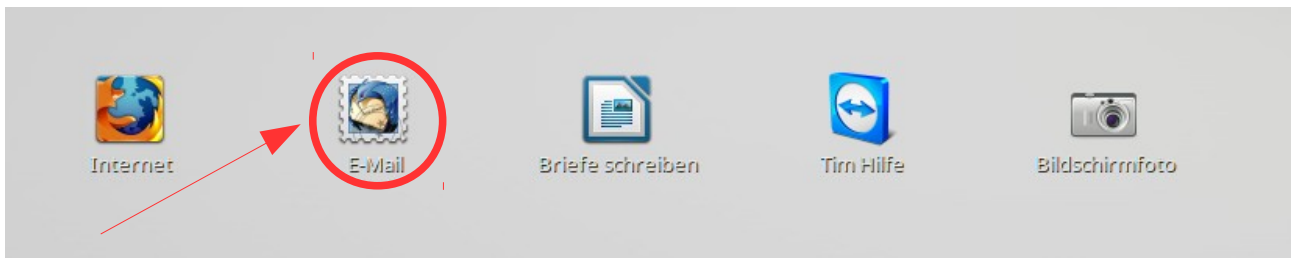 Internet
E-Mail
Briefe schreiben
Tim Hilfe
Bildschirmfoto